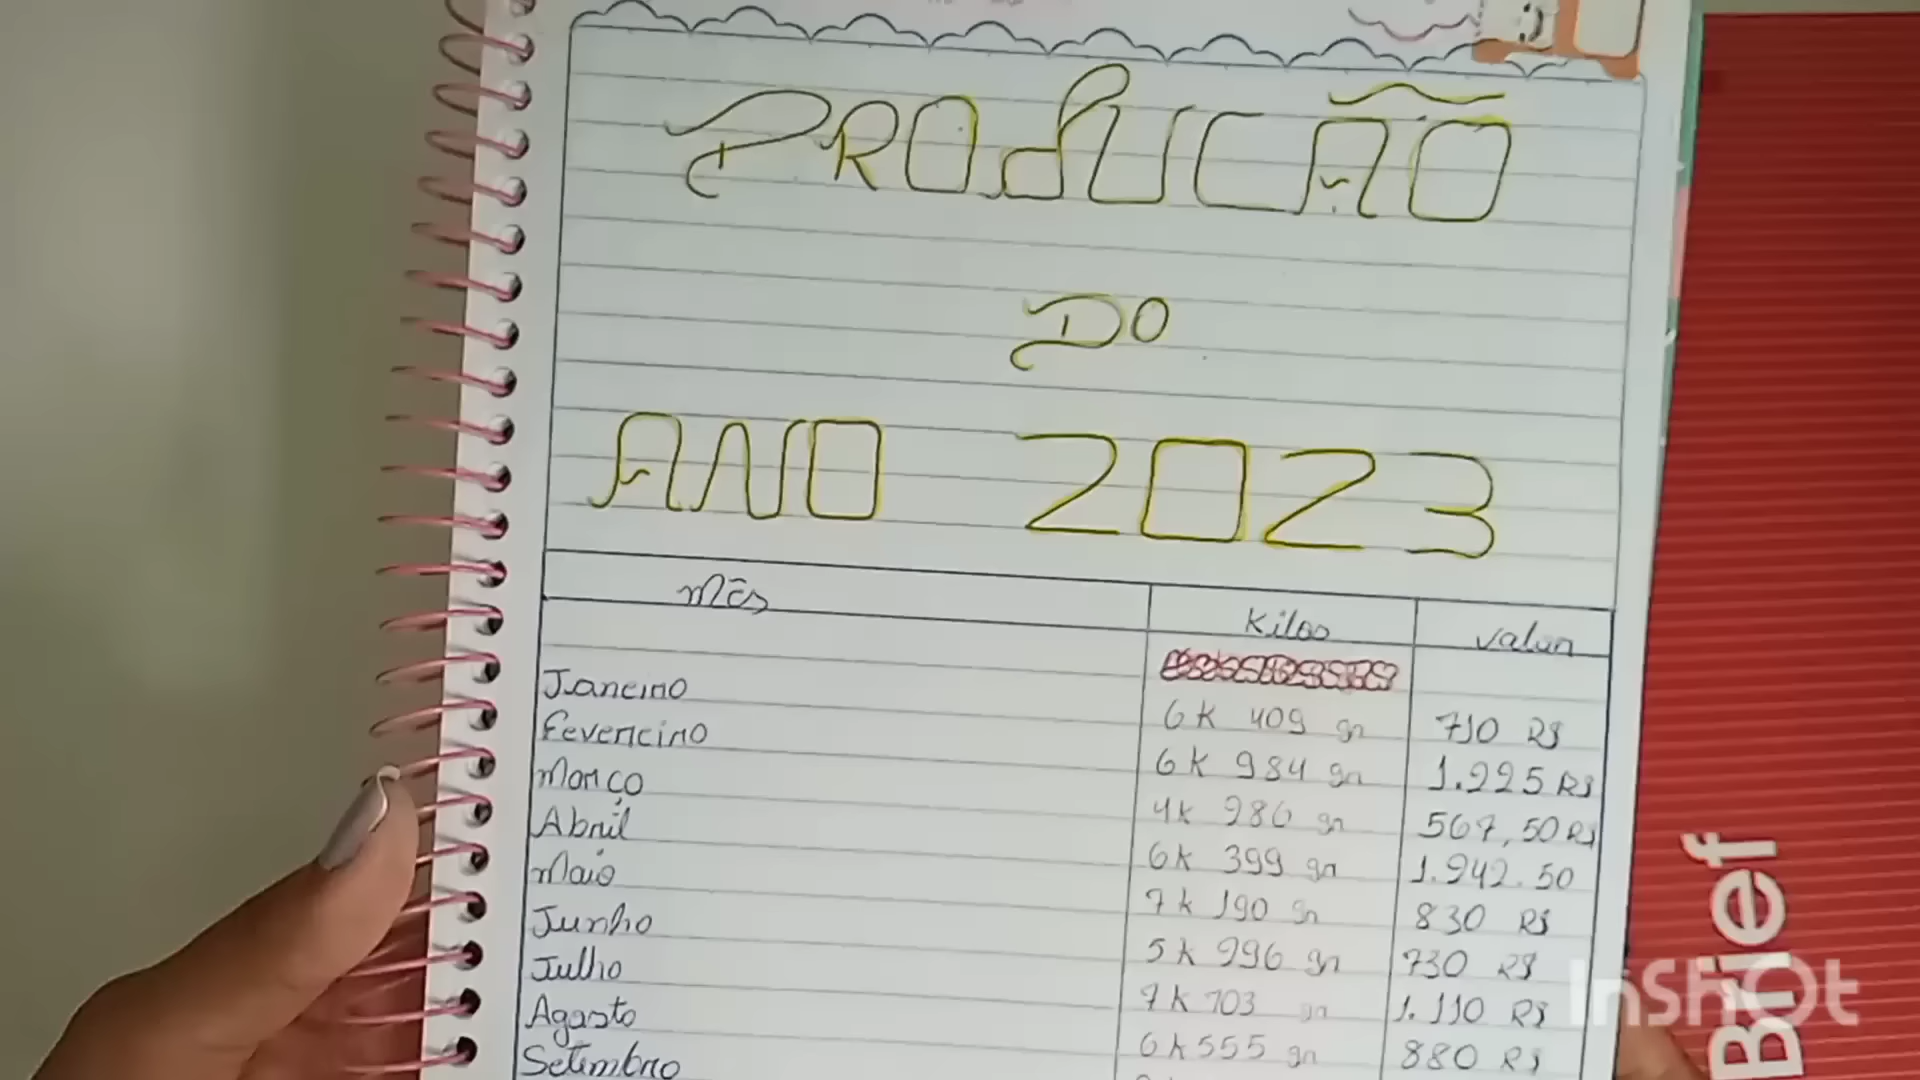 PRODUCÃO
DO
ANO 2023
Mês Kilos Valor
Janeiro 6K 409 gr 710 R$
Fevereiro 6K 984 gr 1.225 R$
Março 4K 986 gr 567,50 R$
Abril 6K 399 gr 1.942.50
Maio 7K 190 gr 830 R$
Junho 5K 996 gr 730 R$
Julho 7K 703 gr 1.110 R$
Agosto 6K 555 gr 880 R$
Setembro
Brief
InShOt